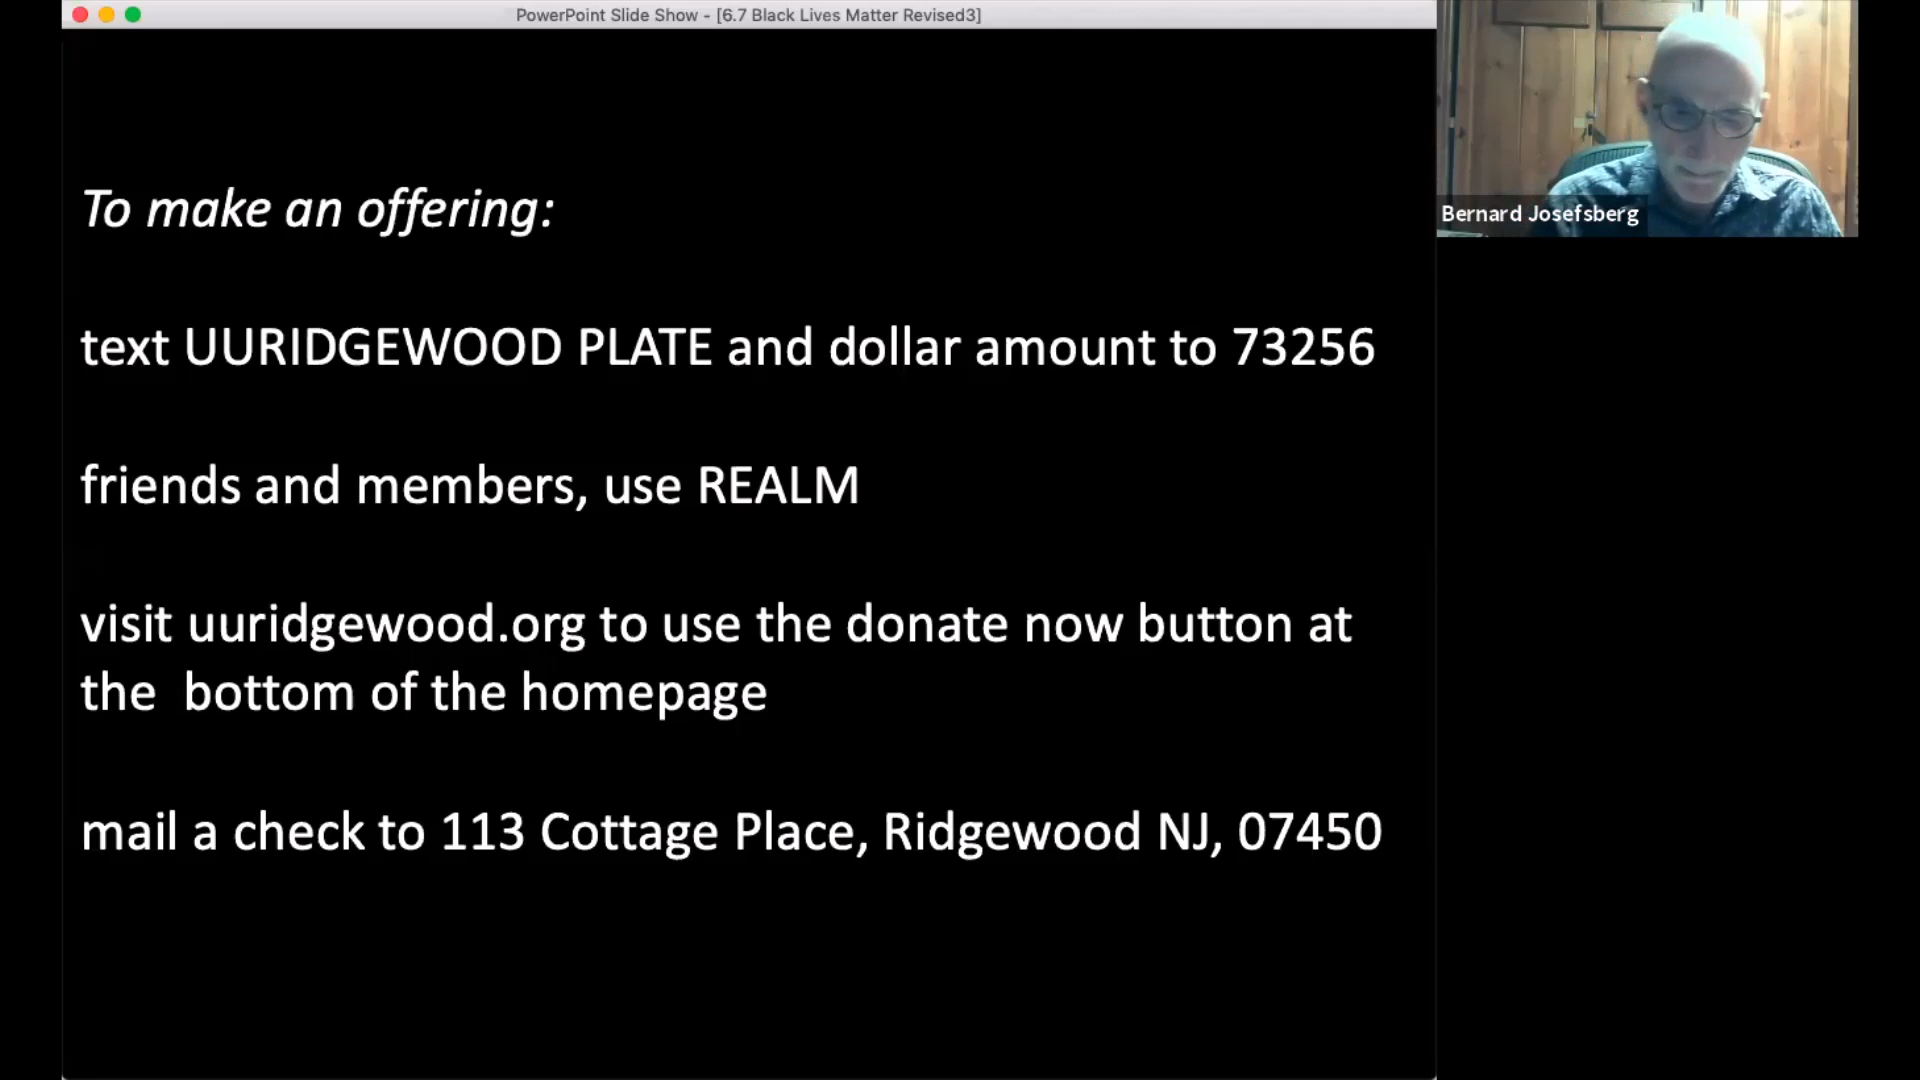 PowerPoint Slide Show - [6.7 Black Lives Matter Revised3]
To make an offering:
text UURIDGEWOOD PLATE and dollar amount to 73256
friends and members, use REALM
visit uuridgewood.org to use the donate now button at
the  bottom of the homepage
mail a check to 113 Cottage Place, Ridgewood NJ, 07450
Bernard Josefsberg